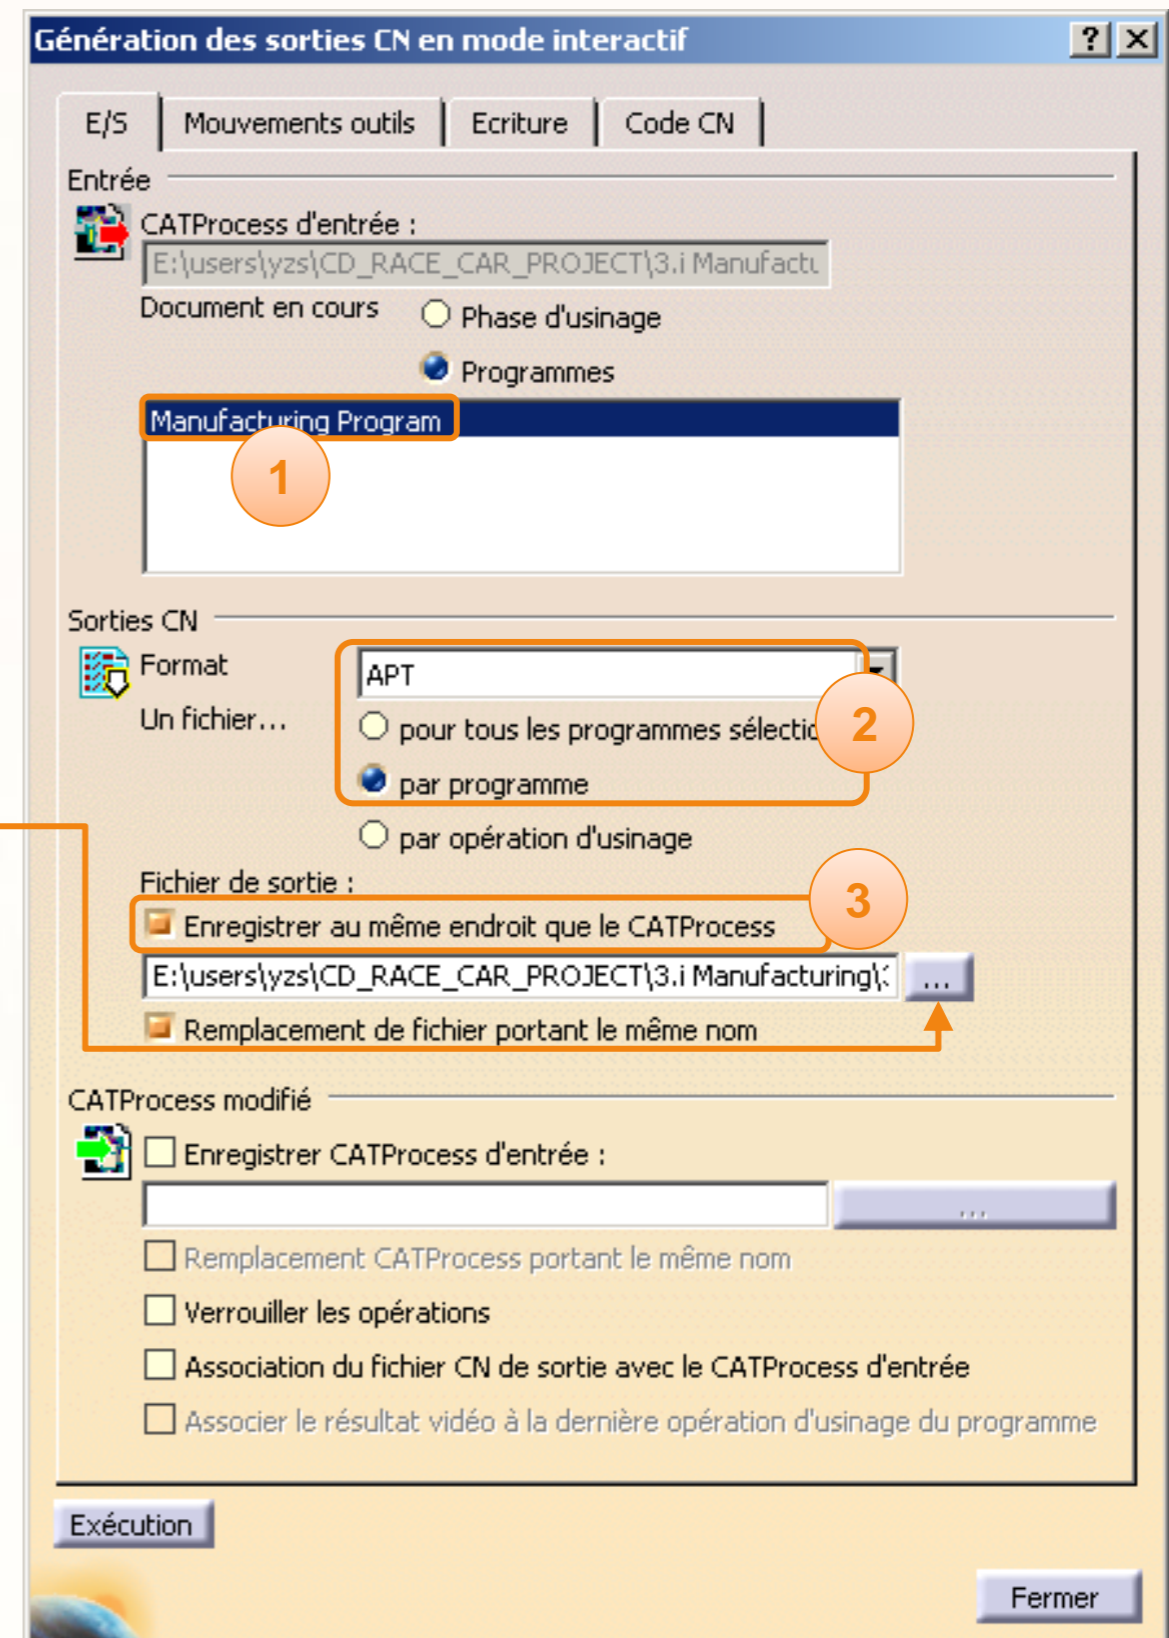 Génération des sorties CN en mode interactif
E/S Mouvements outils Ecriture Code CN
Entrée
CATProcess d'entrée :
E:\users\yzs\CD_RACE_CAR_PROJECT\3.i Manufactu
Document en cours Phase d'usinage
Programmes
Manufacturing Program
1
Sorties CN
Format APT
Un fichier... pour tous les programmes sélectio
2
par programme
par opération d'usinage
Fichier de sortie :
3
Enregistrer au même endroit que le CATProcess
E:\users\yzs\CD_RACE_CAR_PROJECT\3.i Manufacturing\ ...
Remplacement de fichier portant le même nom
CATProcess modifié
Enregistrer CATProcess d'entrée :
...
Remplacement CATProcess portant le même nom
Verrouiller les opérations
Association du fichier CN de sortie avec le CATProcess d'entrée
Associer le résultat vidéo à la dernière opération d'usinage du programme
Exécution
Fermer